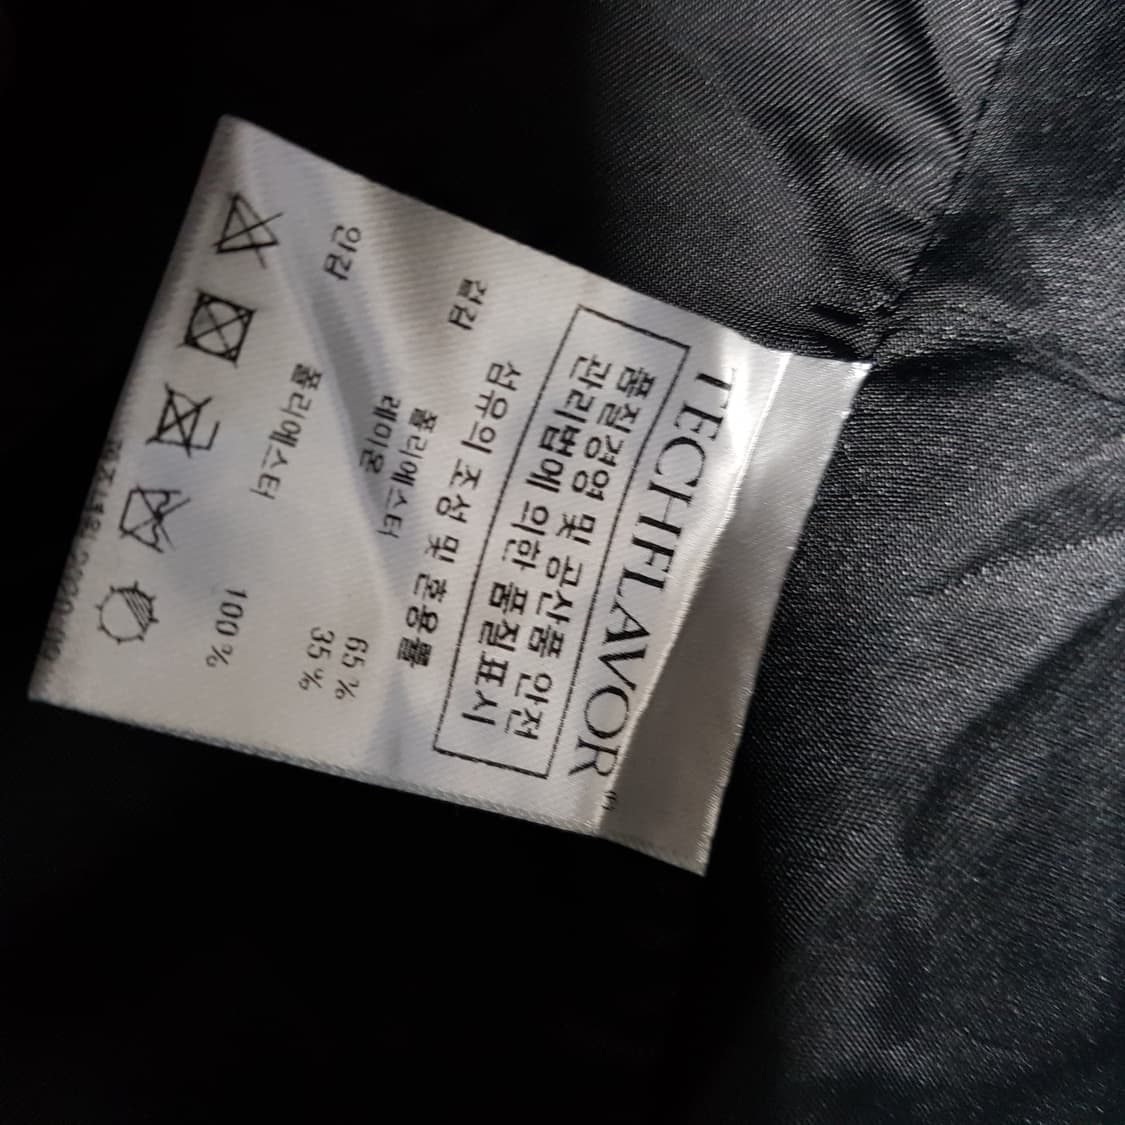 TECHFLAVOR
품질경영 및 공산품 안전
관리법에 의한 품질표시
섬유의 조성 및 혼용률
겉감 폴리에스터 65%
레이온 35%
안감 폴리에스터 100%